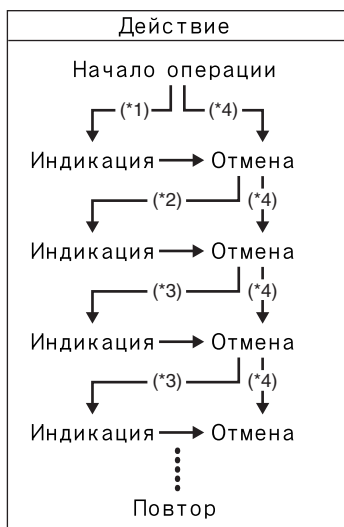 Действие
Начало операции
(*1) (*4)
Индикация Отмена
(*2) (*4)
Индикация Отмена
(*3) (*4)
Индикация Отмена
(*3) (*4)
Индикация Отмена
Повтор